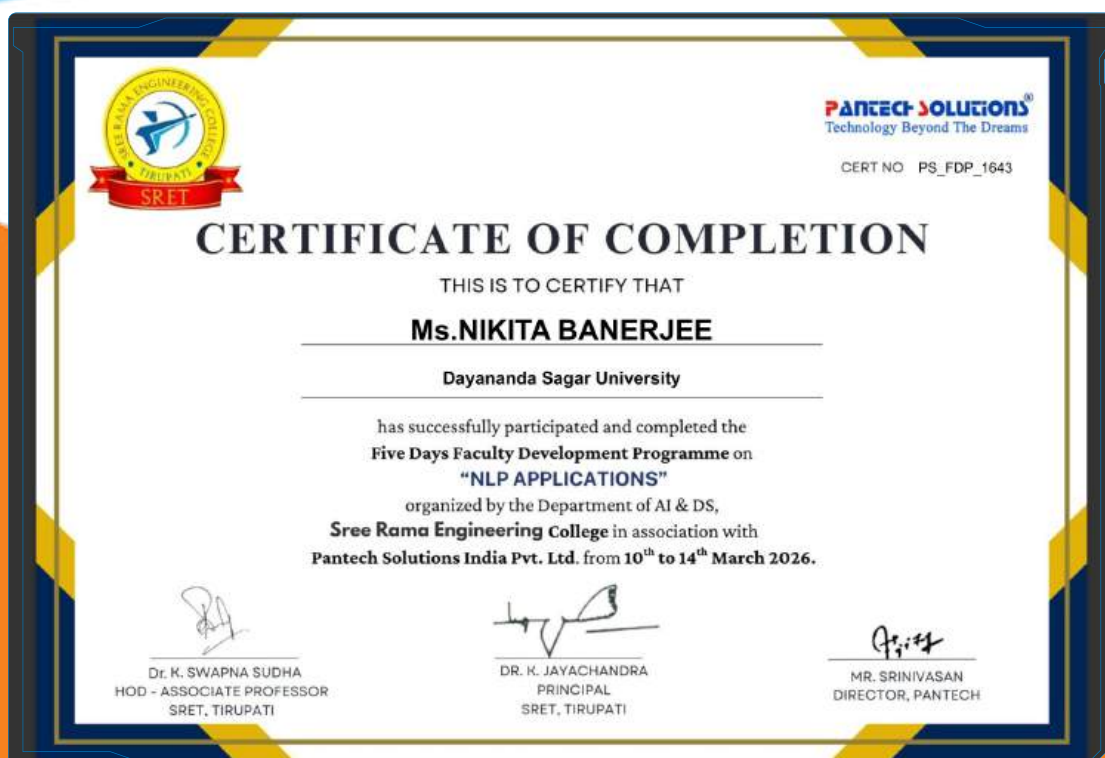 SREE RAMA ENGINEERING COLLEGE
TIRUPATI
SRET
PANTECH SOLUTIONS®
Technology Beyond The Dreams
CERT NO PS_FDP_1643
CERTIFICATE OF COMPLETION
THIS IS TO CERTIFY THAT
Ms.NIKITA BANERJEE
Dayananda Sagar University
has successfully participated and completed the
Five Days Faculty Development Programme on
“NLP APPLICATIONS”
organized by the Department of AI & DS,
Sree Rama Engineering College in association with
Pantech Solutions India Pvt. Ltd. from 10th to 14th March 2026.
Dr. K. SWAPNA SUDHA
HOD - ASSOCIATE PROFESSOR
SRET, TIRUPATI
DR. K. JAYACHANDRA
PRINCIPAL
SRET, TIRUPATI
MR. SRINIVASAN
DIRECTOR, PANTECH